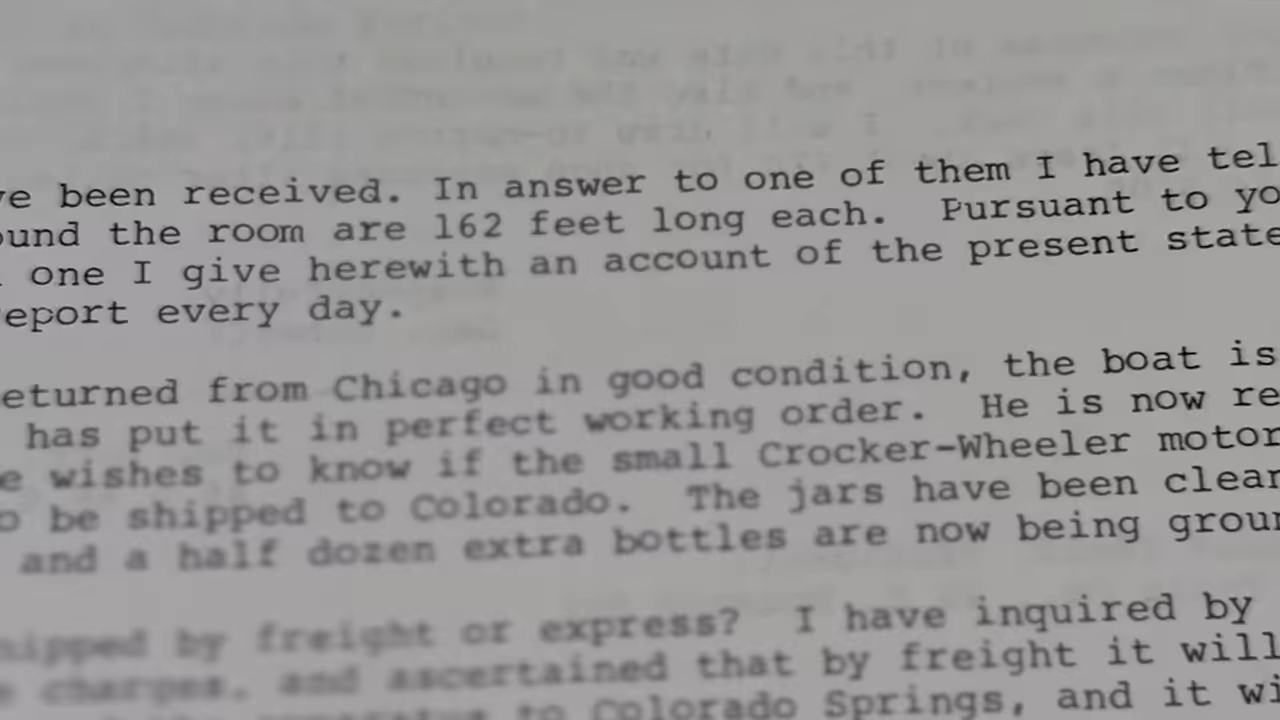 ve been received. In answer to one of them I have tel
ound the room are 162 feet long each. Pursuant to yo
one I give herewith an account of the present state
eport every day.
eturned from Chicago in good condition, the boat is
has put it in perfect working order. He is now re
e wishes to know if the small Crocker-Wheeler motor
o be shipped to Colorado. The jars have been clean
and a half dozen extra bottles are now being groun
hipped by freight or express? I have inquired by
e charges. and ascertained that by freight it will
to Colorado Springs, and it wi